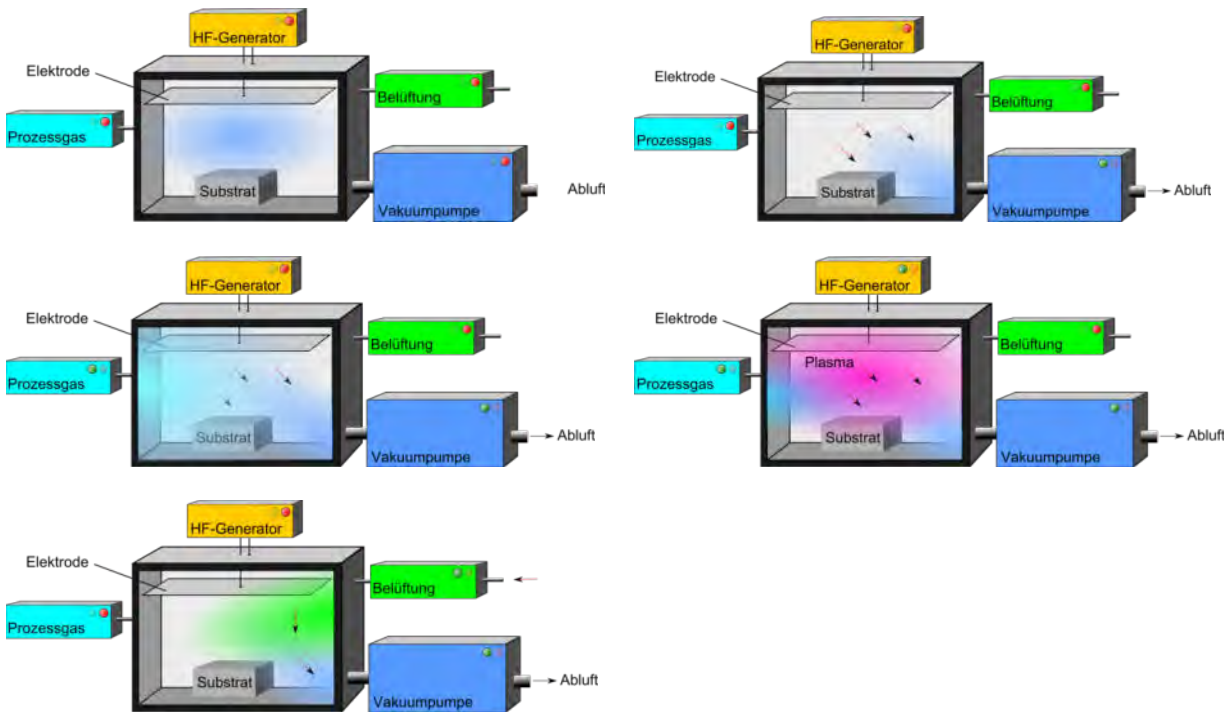 HF-Generator
Elektrode
Belüftung
Prozessgas
Substrat
Vakuumpumpe
Abluft
HF-Generator
Elektrode
Belüftung
Prozessgas
Substrat
Vakuumpumpe
Abluft
HF-Generator
Elektrode
Belüftung
Prozessgas
Substrat
Vakuumpumpe
Abluft
HF-Generator
Elektrode
Belüftung
Plasma
Prozessgas
Substrat
Vakuumpumpe
Abluft
HF-Generator
Elektrode
Belüftung
Prozessgas
Substrat
Vakuumpumpe
Abluft